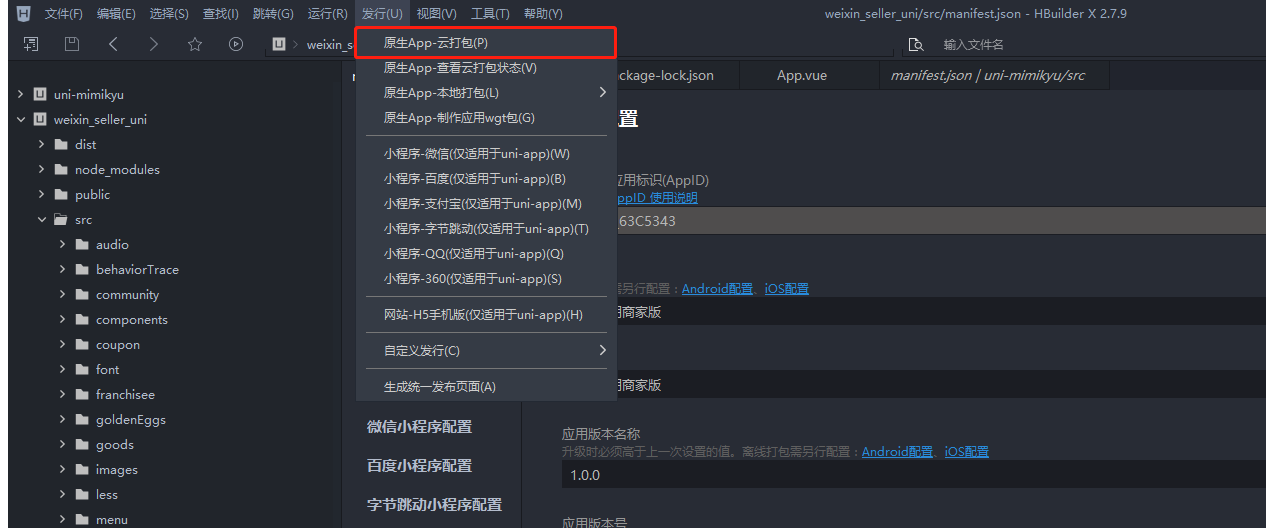 文件(F) 编辑(E) 选择(S) 查找(I) 跳转(G) 运行(R) 发行(U) 视图(V) 工具(T) 帮助(Y) weixin_seller_uni/src/manifest.json - HBuilder X 2.7.9
weixin_s 输入文件名
原生App-云打包(P)
原生App-查看云打包状态(V)
原生App-本地打包(L)
原生App-制作应用wgt包(G)
小程序-微信(仅适用于uni-app)(W)
小程序-百度(仅适用于uni-app)(B)
小程序-支付宝(仅适用于uni-app)(M)
小程序-字节跳动(仅适用于uni-app)(T)
小程序-QQ(仅适用于uni-app)(Q)
小程序-360(仅适用于uni-app)(S)
网站-H5手机版(仅适用于uni-app)(H)
自定义发行(C)
生成统一发布页面(A)
uni-mimikyu
weixin_seller_uni
dist
node_modules
public
src
audio
behaviorTrace
community
components
coupon
font
franchisee
goldenEggs
goods
images
less
menu
ckage-lock.json App.vue manifest.json | uni-mimikyu/src
置
应用标识(AppID)
ppID 使用说明
63C5343
需另行配置：Android配置、iOS配置
商家版
商家版
微信小程序配置
百度小程序配置
字节跳动小程序配置
应用版本名称
升级时必须高于上一次设置的值。离线打包需另行配置：Android配置、iOS配置
1.0.0
应用版本号